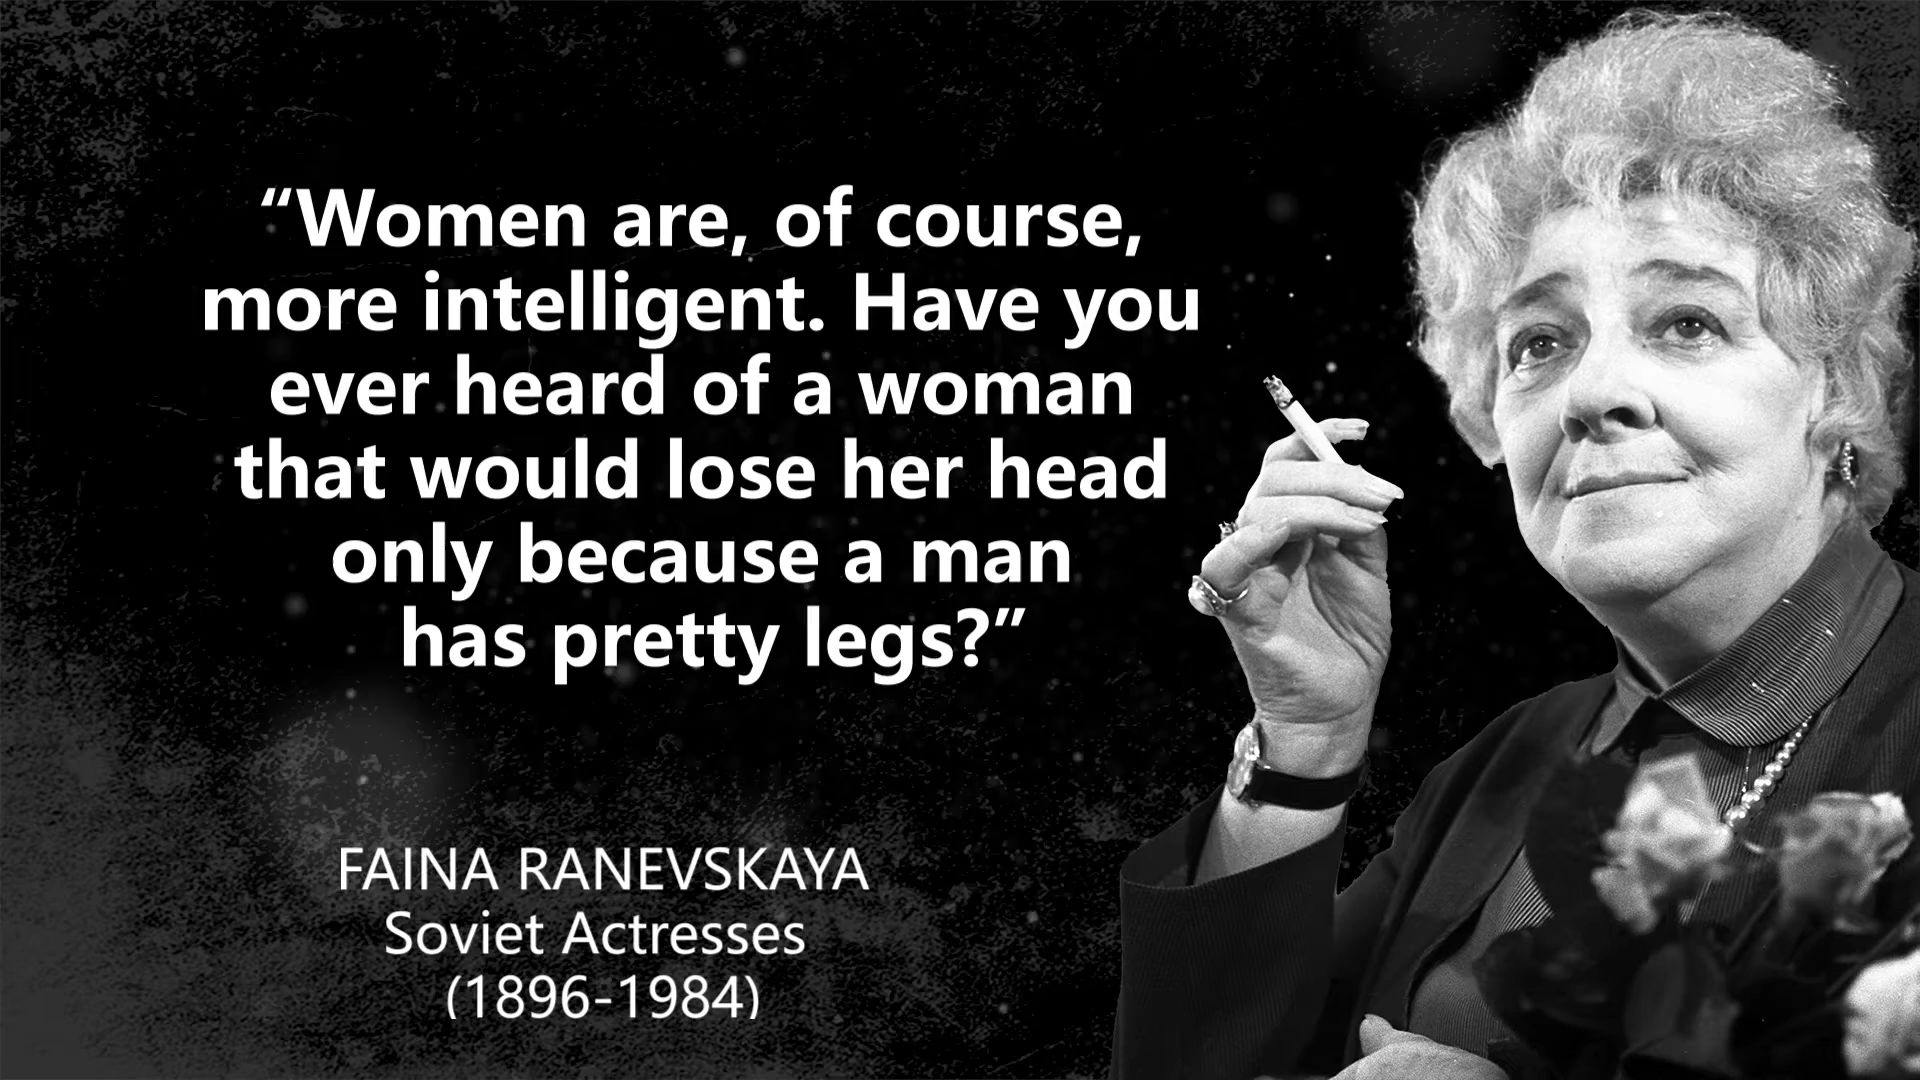 “Women are, of course,
more intelligent. Have you
ever heard of a woman
that would lose her head
only because a man
has pretty legs?”
FAINA RANEVSKAYA
Soviet Actresses
(1896-1984)